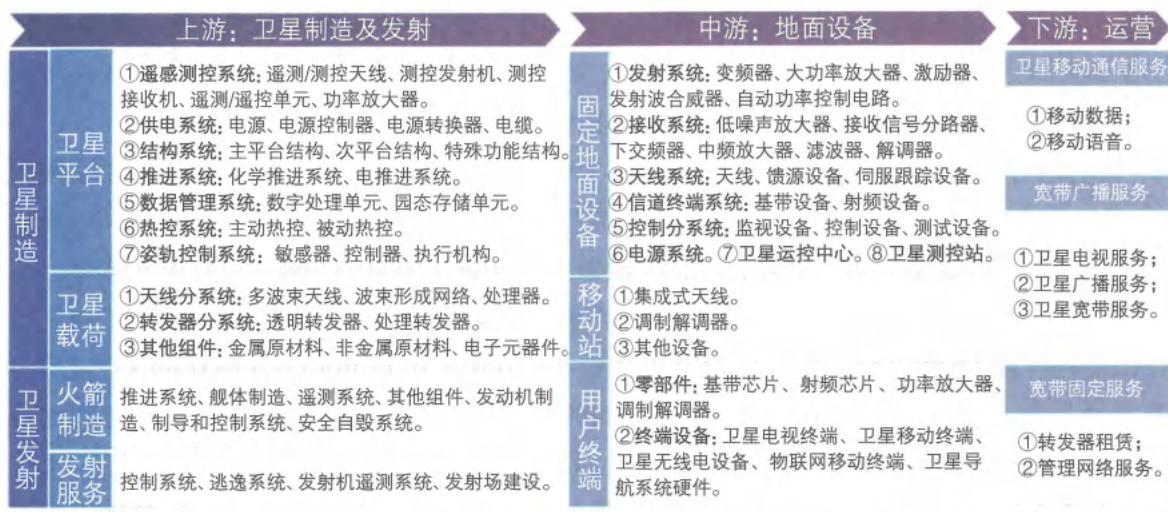 上游：卫星制造及发射
卫星制造
卫星平台
①遥感测控系统：遥测/测控天线、测控发射机、测控
接收机、遥测/遥控单元、功率放大器。
②供电系统：电源、电源控制器、电源转换器、电缆。
③结构系统：主平台结构、次平台结构、特殊功能结构。
④推进系统：化学推进系统、电推进系统。
⑤数据管理系统：数字处理单元、园态存储单元。
⑥热控系统：主动热控、被动热控。
⑦姿轨控制系统：敏感器、控制器、执行机构。
卫星载荷
①天线分系统：多波束天线、波束形成网络、处理器。
②转发器分系统：透明转发器、处理转发器。
③其他组件：金属原材料、非金属原材料、电子元器件。
卫星发射
火箭制造
推进系统、舰体制造、遥测系统、其他组件、发动机制
造、制导和控制系统、安全自毁系统。
发射服务
控制系统、逃逸系统、发射机遥测系统、发射场建设。
中游：地面设备
固定地面设备
①发射系统：变频器、大功率放大器、激励器、
发射波合威器、自动功率控制电路。
②接收系统：低噪声放大器、接收信号分路器、
下交频器、中频放大器、滤波器、解调器。
③天线系统：天线、馈源设备、伺服跟踪设备。
④信道终端系统：基带设备、射频设备。
⑤控制分系统：监视设备、控制设备、测试设备。
⑥电源系统。⑦卫星运控中心。⑧卫星测控站。
移动站
①集成式天线。
②调制解调器。
③其他设备。
用户终端
①零部件：基带芯片、射频芯片、功率放大器、
调制解调器。
②终端设备：卫星电视终端、卫星移动终端、
卫星无线电设备、物联网移动终端、卫星导
航系统硬件。
下游：运营
卫星移动通信服务
①移动数据；
②移动语音。
宽带广播服务
①卫星电视服务；
②卫星广播服务；
③卫星宽带服务。
宽带固定服务
①转发器租赁；
②管理网络服务。